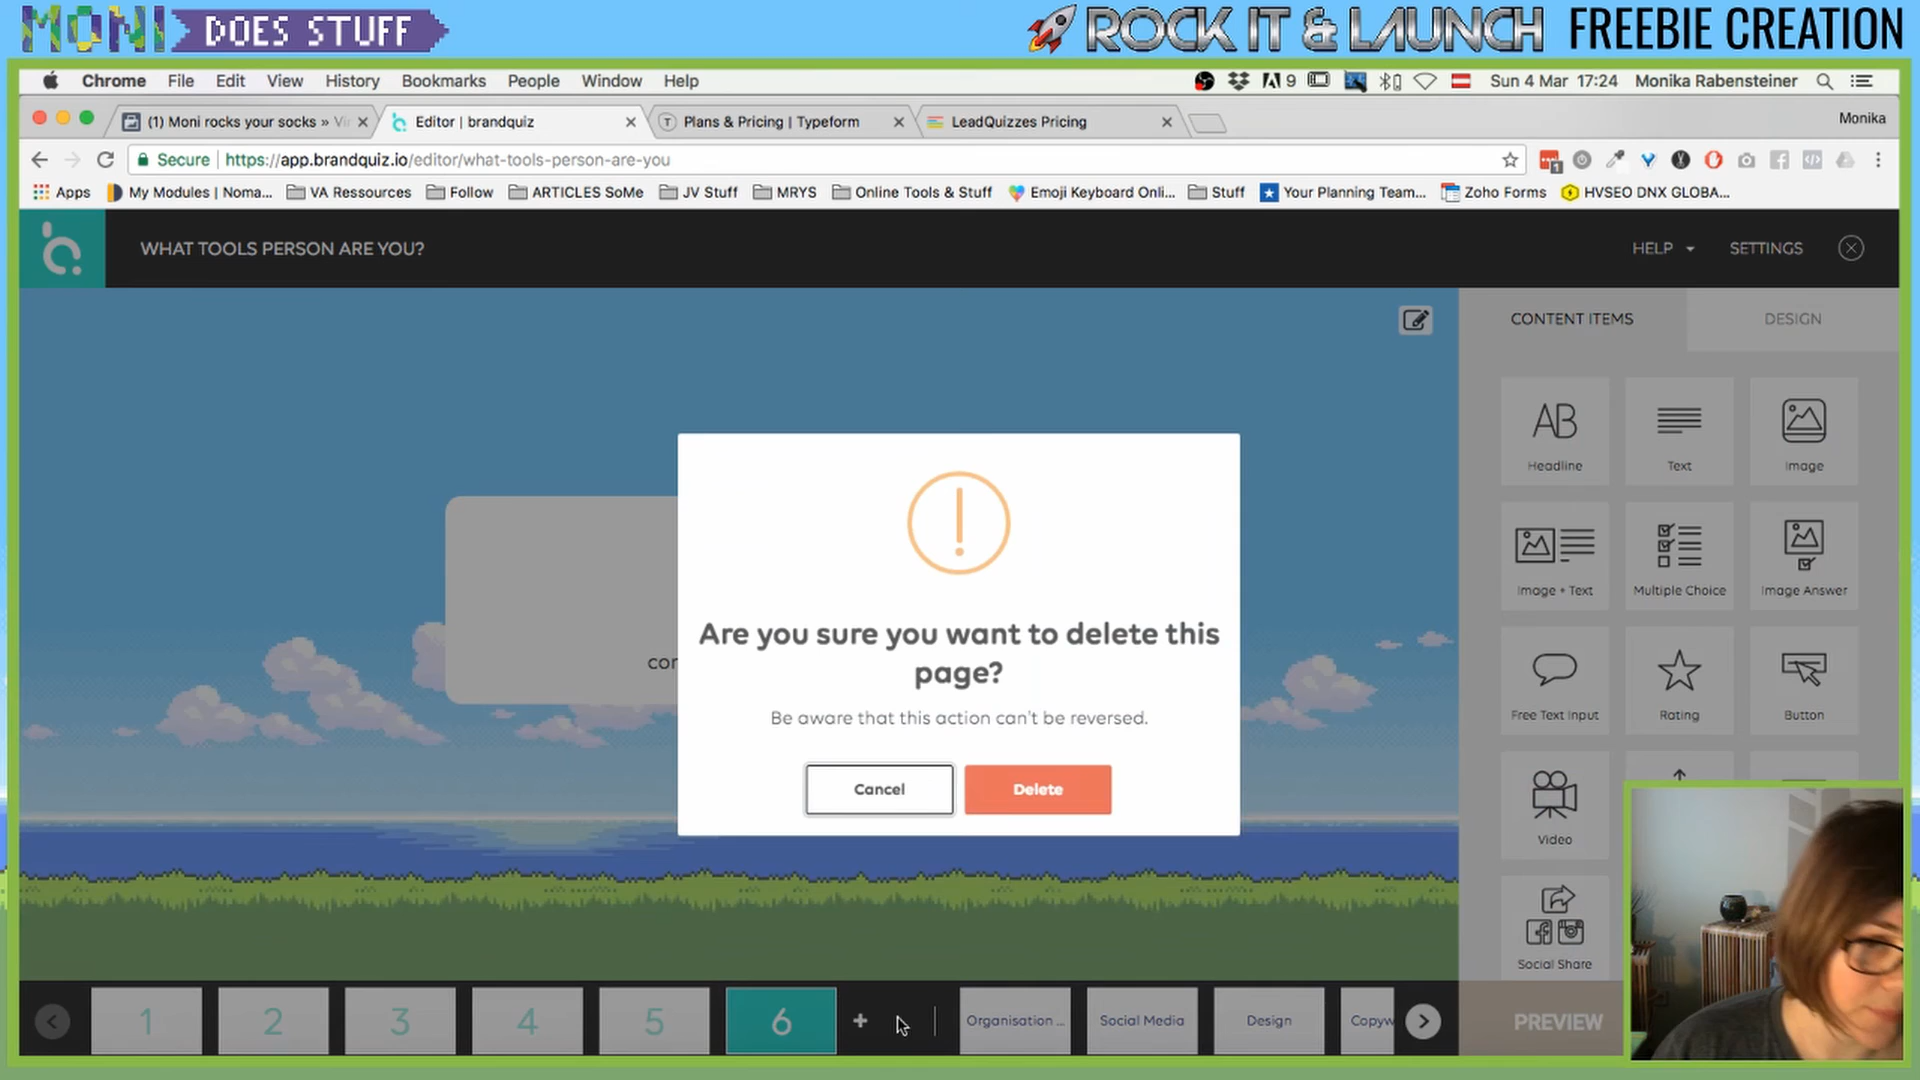 MONI DOES STUFF
ROCK IT & LAUNCH FREEBIE CREATION
Chrome File Edit View History Bookmarks People Window Help
9 Sun 4 Mar 17:24 Monika Rabensteiner
(1) Moni rocks your socks » Vir
Editor | brandquiz
Plans & Pricing | Typeform
LeadQuizzes Pricing
Monika
Secure https://app.brandquiz.io/editor/what-tools-person-are-you
1
Apps My Modules | Noma... VA Ressources Follow ARTICLES SoMe JV Stuff MRYS Online Tools & Stuff Emoji Keyboard Onli... Stuff Your Planning Team... Zoho Forms HVSEO DNX GLOBA...
WHAT TOOLS PERSON ARE YOU?
HELP SETTINGS
CONTENT ITEMS DESIGN
AB
Headline Text Image
Image + Text Multiple Choice Image Answer
Free Text Input Rating Button
Video
Social Share
cor
Are you sure you want to delete this
page?
Be aware that this action can't be reversed.
Cancel Delete
1 2 3 4 5 6 + Organisation ... Social Media Design Copyw
PREVIEW